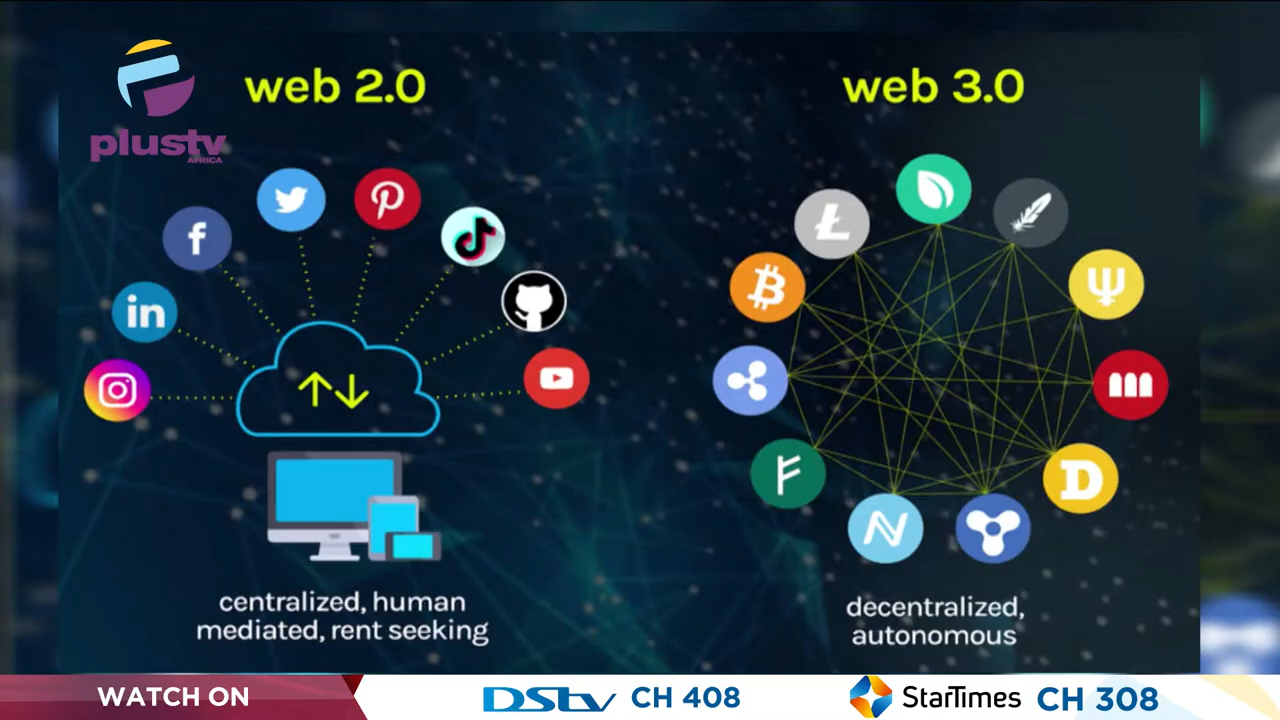 plustv
AFRICA
web 2.0
web 3.0
f
in
centralized, human
mediated, rent seeking
decentralized,
autonomous
WATCH ON
DStv CH 408
StarTimes CH 308